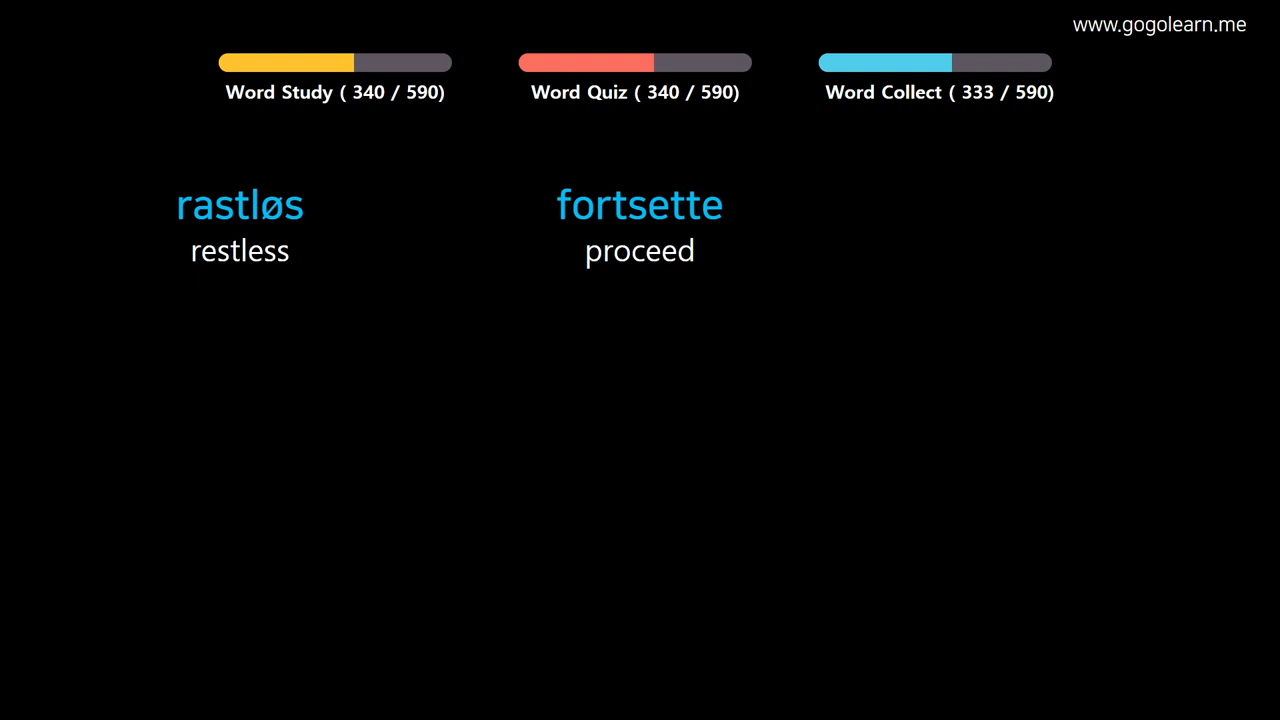 www.gogolearn.me
Word Study ( 340 / 590)
Word Quiz ( 340 / 590)
Word Collect ( 333 / 590)
rastløs
restless
fortsette
proceed